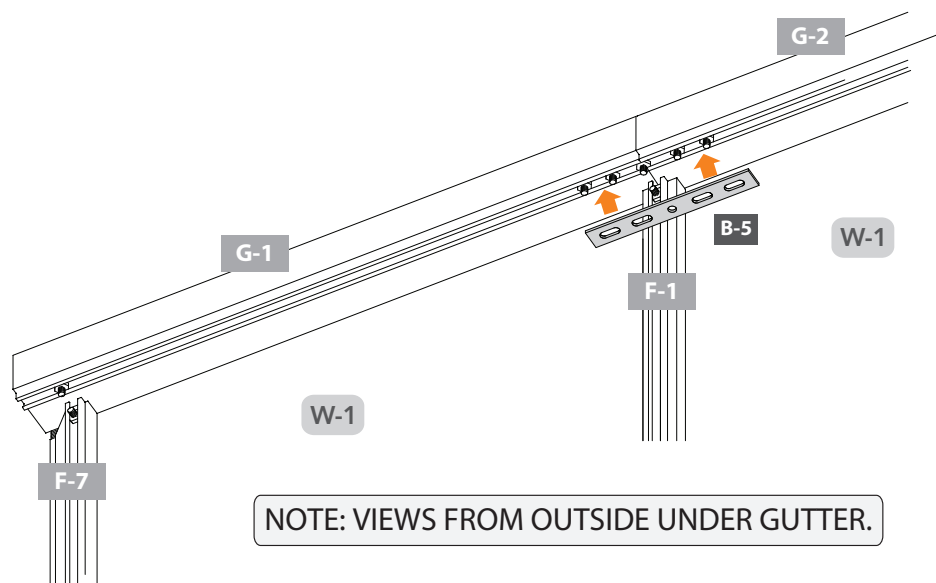 G-2
G-1
B-5
W-1
F-1
W-1
F-7
NOTE: VIEWS FROM OUTSIDE UNDER GUTTER.